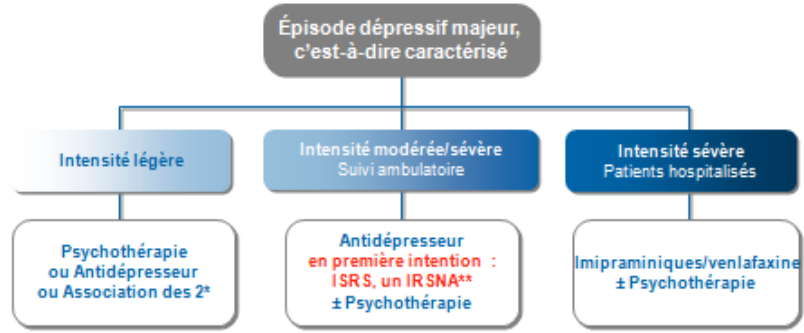 Épisode dépressif majeur,
c'est-à-dire caractérisé
Intensité légère
Intensité modérée/sévère
Suivi ambulatoire
Intensité sévère
Patients hospitalisés
Psychothérapie
ou Antidépresseur
ou Association des 2*
Antidépresseur
en première intention :
ISRS, un IRSNA**
± Psychothérapie
Imipraminiques/venlafaxine
± Psychothérapie